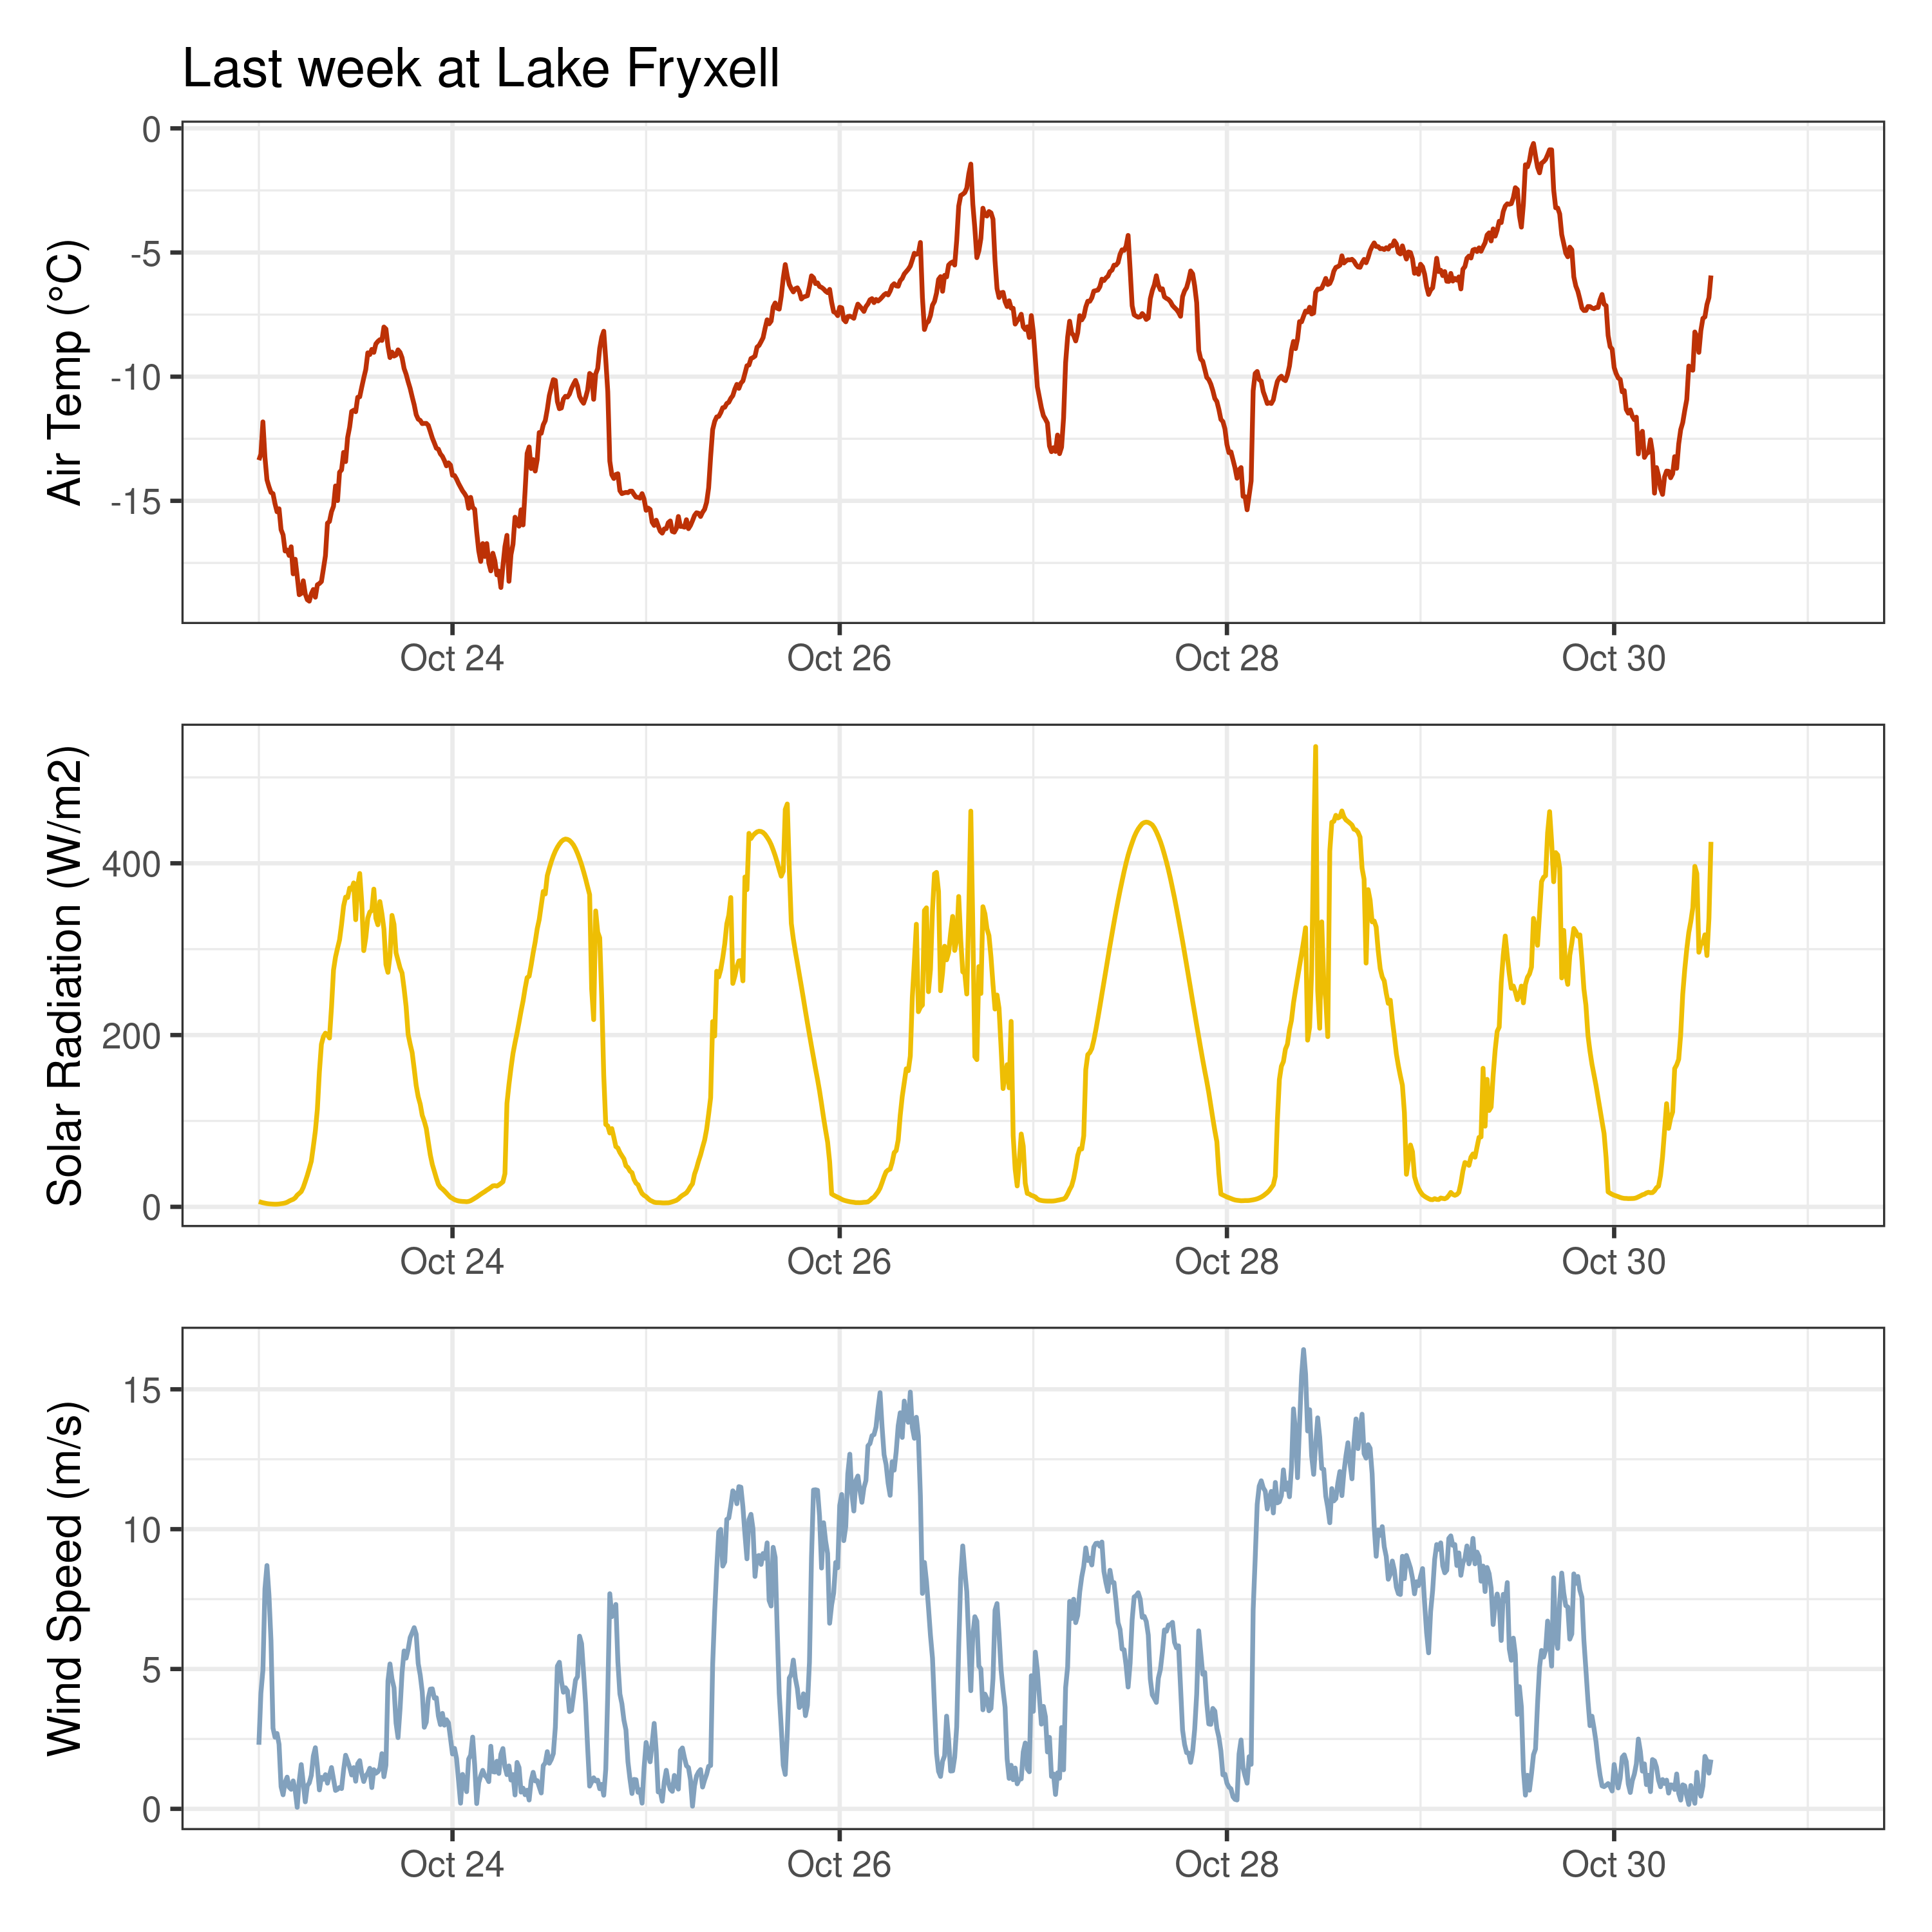 Last week at Lake Fryxell
Air Temp (°C)
0
-5
-10
-15
Oct 24 Oct 26 Oct 28 Oct 30
Solar Radiation (W/m2)
400
200
0
Oct 24 Oct 26 Oct 28 Oct 30
Wind Speed (m/s)
15
10
5
0
Oct 24 Oct 26 Oct 28 Oct 30